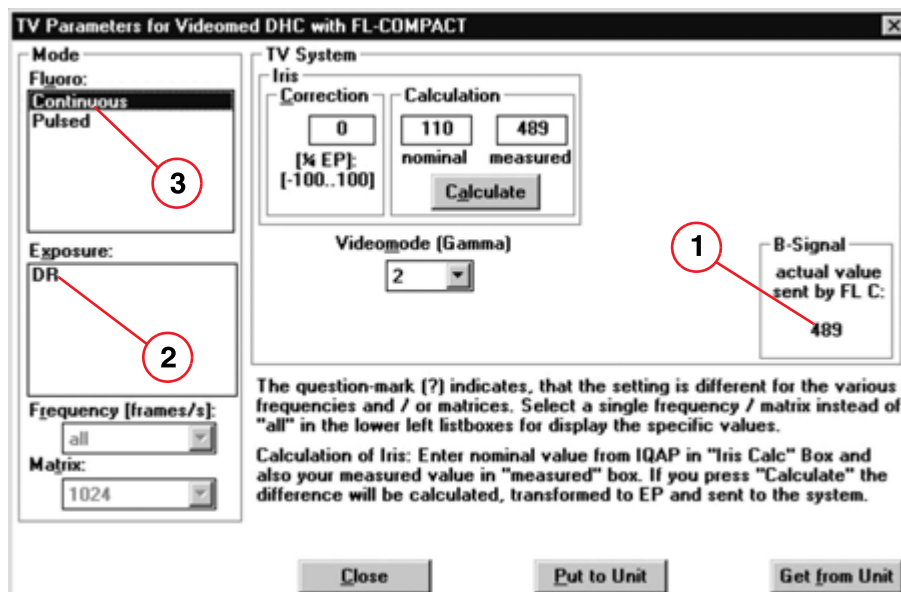 TV Parameters for Videomed DHC with FL-COMPACT
Mode
Fluoro:
Continuous
Pulsed
3
Exposure:
DR
2
Frequency [frames/s]:
all
Matrix:
1024
TV System
Iris
Correction
0
[¼ EP]:
[-100..100]
Calculation
110
489
nominal
measured
Calculate
Videomode (Gamma)
2
1
B-Signal
actual value
sent by FL C:
489
The question-mark (?) indicates, that the setting is different for the various
frequencies and / or matrices. Select a single frequency / matrix instead of
"all" in the lower left listboxes for display the specific values.
Calculation of Iris: Enter nominal value from IQAP in "Iris Calc" Box and
also your measured value in "measured" box. If you press "Calculate" the
difference will be calculated, transformed to EP and sent to the system.
Close
Put to Unit
Get from Unit